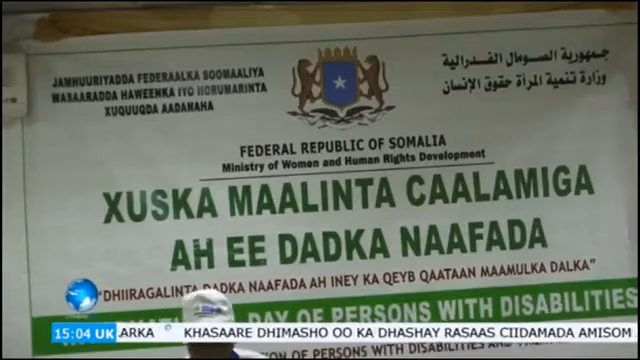 JAMHUURIYADDA FEDERAALKA SOOMAALIYA
WASAARADDA HAWEENKA IYO HORUMARINTA
XUQUUQDA AADANAHA
جمهورية السومال الفدرالية
وزارة تنمية المرأة حقوق الإنسان
FEDERAL REPUBLIC OF SOMALIA
Ministry of Women and Human Rights Development
XUSKA MAALINTA CAALAMIGA
AH EE DADKA NAAFADA
"DHIIRAGALINTA DADKA NAAFADA AH INEY KA QEYB QAATAAN MAAMULKA DALKA"
DAY OF PERSONS WITH DISABILITIES
OF PERSONS WITH DISABILITIES AND
15:04 UK LARKA KHASAARE DHIMASHO OO KA DHASHAY RASAAS CIIDAMADA AMISOM